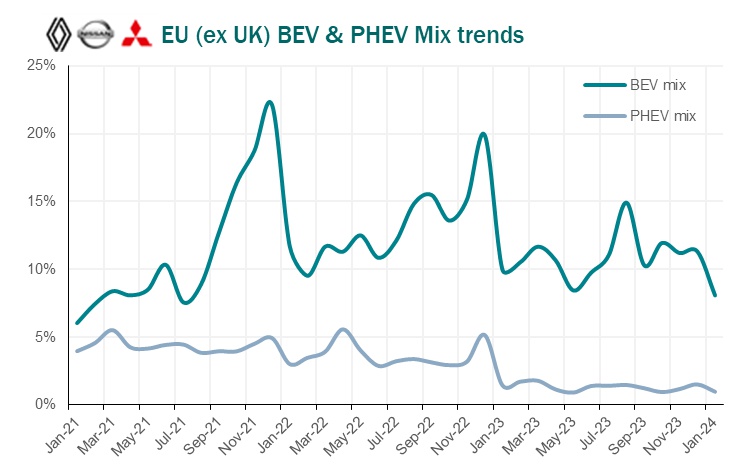 NISSAN
EU (ex UK) BEV & PHEV Mix trends
25%
20%
15%
10%
5%
0%
BEV mix
PHEV mix
Jan-21
Mar-21
May-21
Jul-21
Sep-21
Nov-21
Jan-22
Mar-22
May-22
Jul-22
Sep-22
Nov-22
Jan-23
Mar-23
May-23
Jul-23
Sep-23
Nov-23
Jan-24